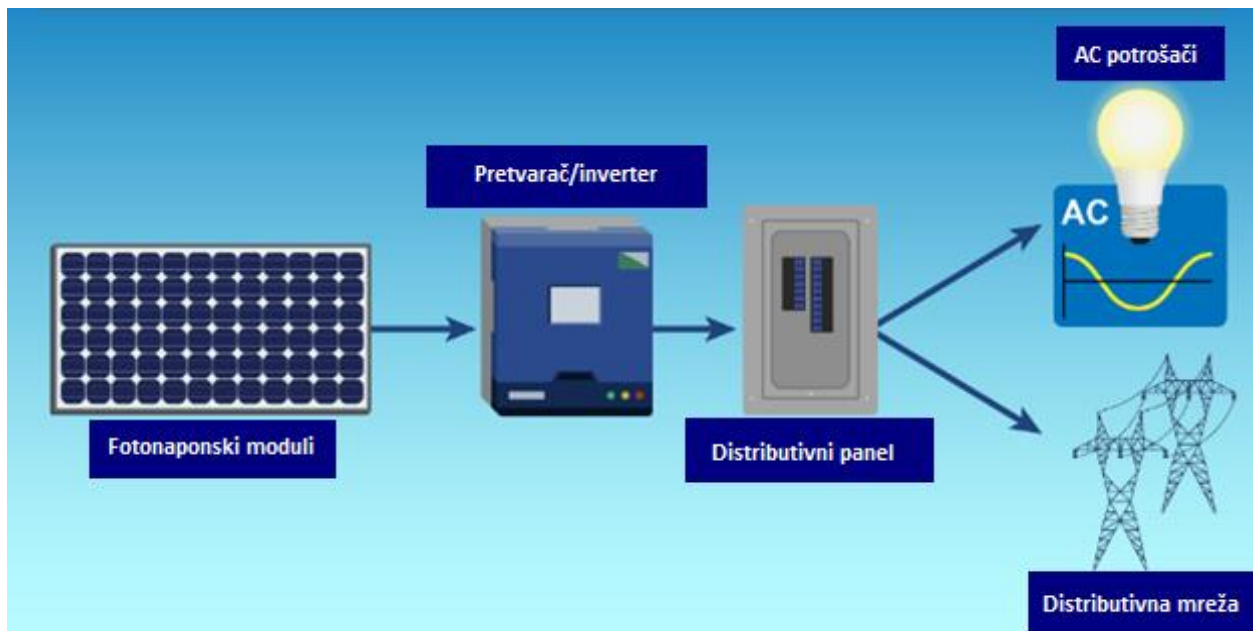 AC potrošači
Pretvarač/inverter
AC
Fotonaponski moduli
Distributivni panel
Distributivna mreža